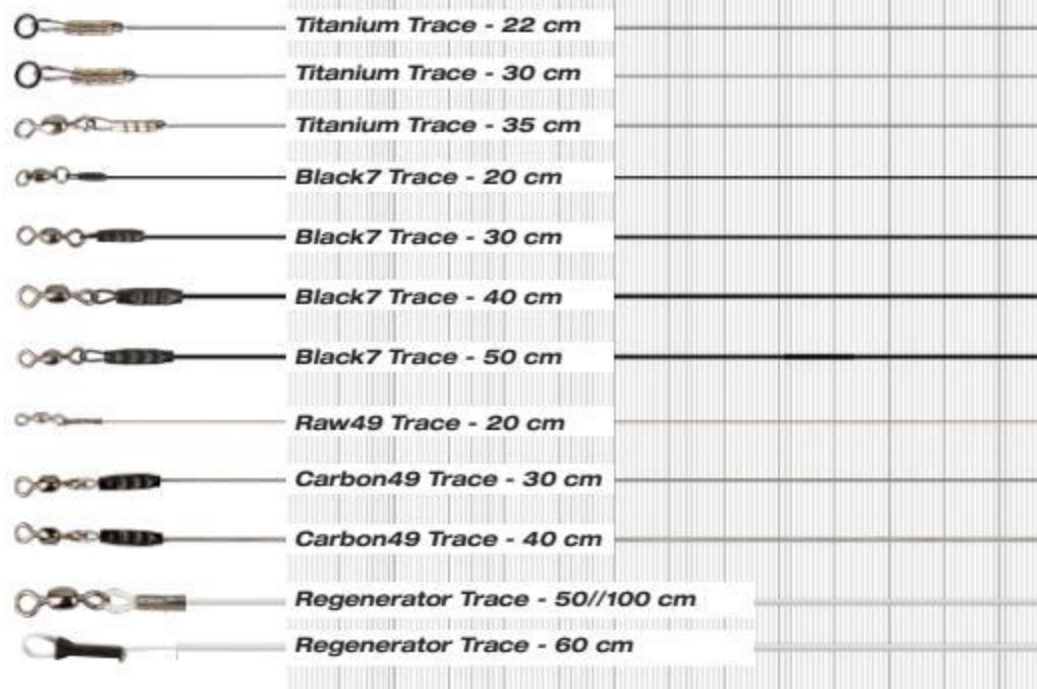 Titanium Trace - 22 cm
Titanium Trace - 30 cm
Titanium Trace - 35 cm
Black7 Trace - 20 cm
Black7 Trace - 30 cm
Black7 Trace - 40 cm
Black7 Trace - 50 cm
Raw49 Trace - 20 cm
Carbon49 Trace - 30 cm
Carbon49 Trace - 40 cm
Regenerator Trace - 50//100 cm
Regenerator Trace - 60 cm